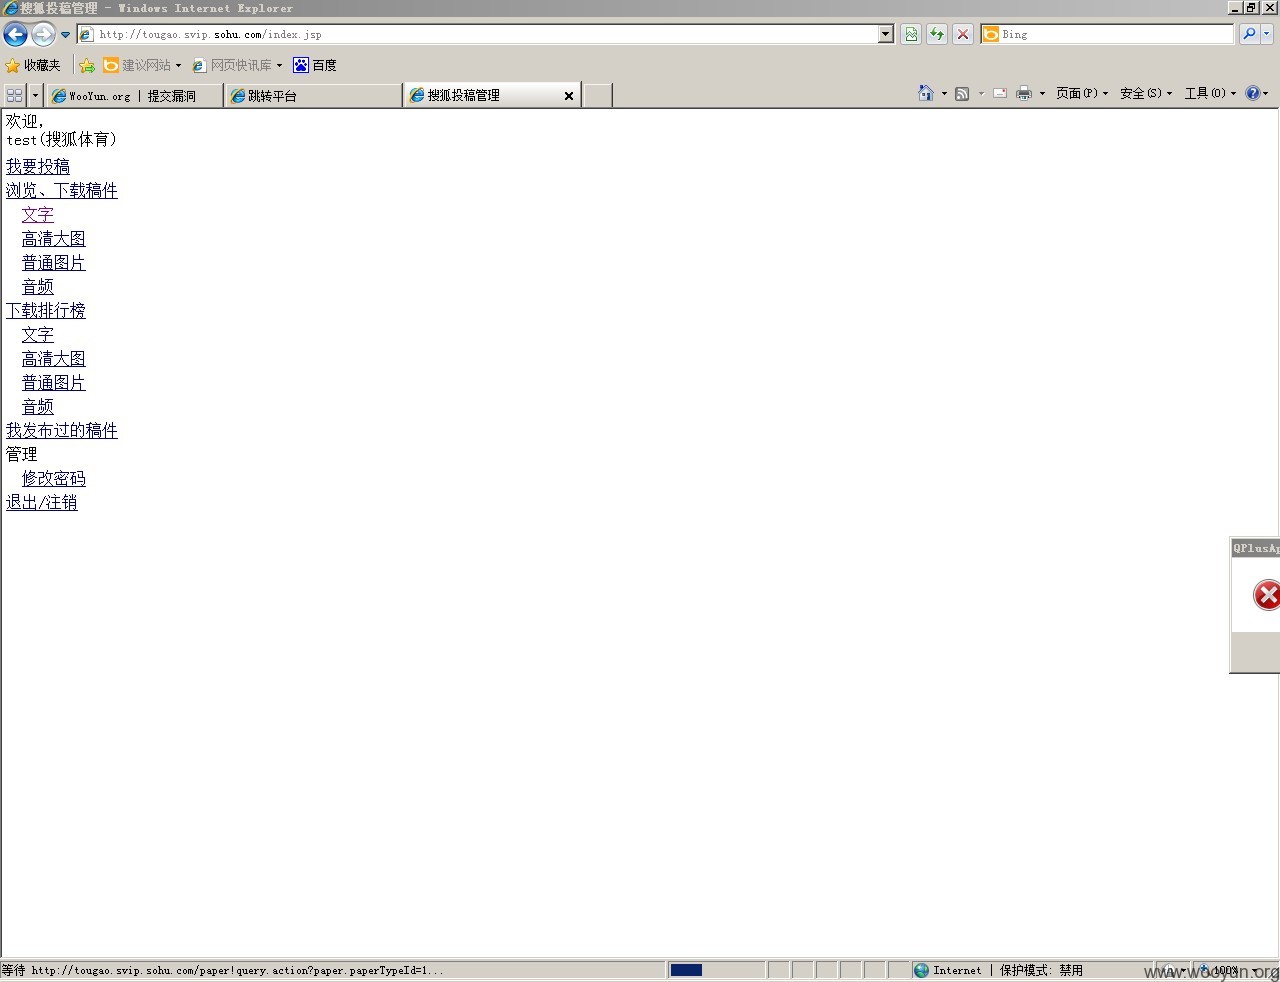 搜狐投稿管理 - Windows Internet Explorer
http://tougao.svip.sohu.com/index.jsp
Bing
收藏夹
建议网站
网页快讯库
百度
WooYun.org | 提交漏洞
跳转平台
搜狐投稿管理
页面(P)
安全(S)
工具(O)
欢迎,
test(搜狐体育)
我要投稿
浏览、下载稿件
文字
高清大图
普通图片
音频
下载排行榜
文字
高清大图
普通图片
音频
我发布过的稿件
管理
修改密码
退出/注销
QPlusAp
等待 http://tougao.svip.sohu.com/paper!query.action?paper.paperTypeId=1...
Internet | 保护模式: 禁用
100%
www.wooyun.org